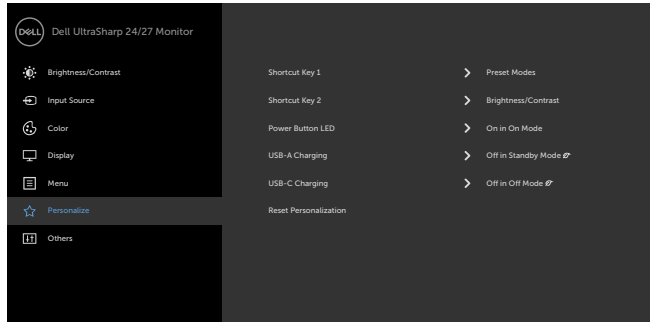 DELL Dell UltraSharp 24/27 Monitor
Brightness/Contrast
Input Source
Color
Display
Menu
Personalize
Others
Shortcut Key 1 Preset Modes
Shortcut Key 2 Brightness/Contrast
Power Button LED On in On Mode
USB-A Charging Off in Standby Mode
USB-C Charging Off in Off Mode
Reset Personalization